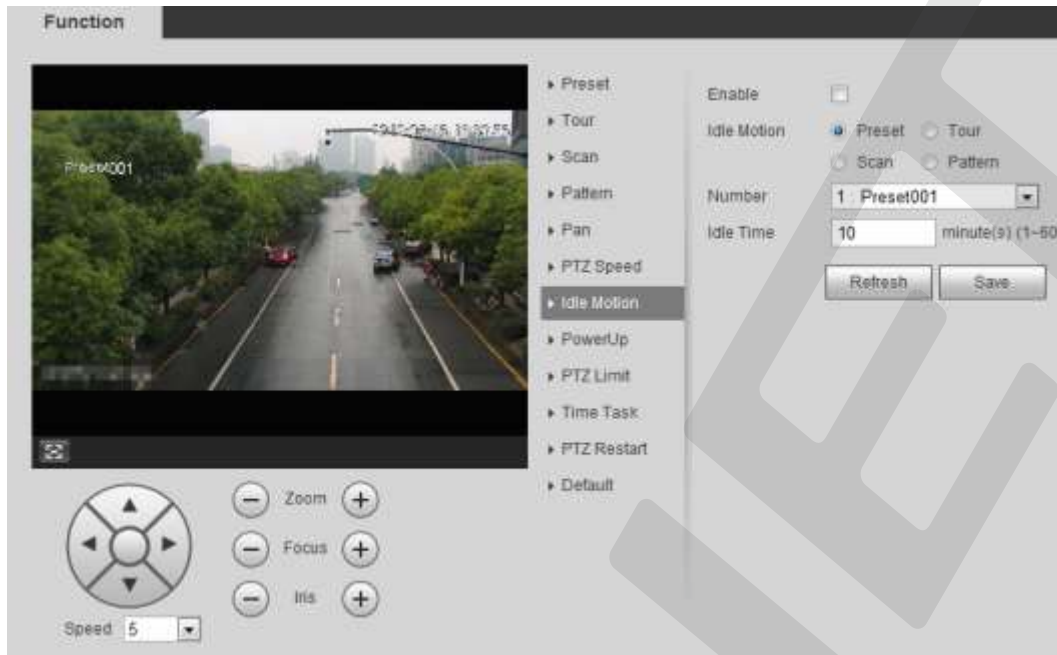 Function
Preset001
Preset
Tour
Scan
Pattern
Pan
PTZ Speed
Idle Motion
PowerUp
PTZ Limit
Time Task
PTZ Restart
Default
Enable
Idle Motion Preset Tour
Scan Pattern
Number 1 : Preset001
Idle Time 10 minute(s) (1~60
Refresh Save
Zoom
Focus
Iris
Speed 5